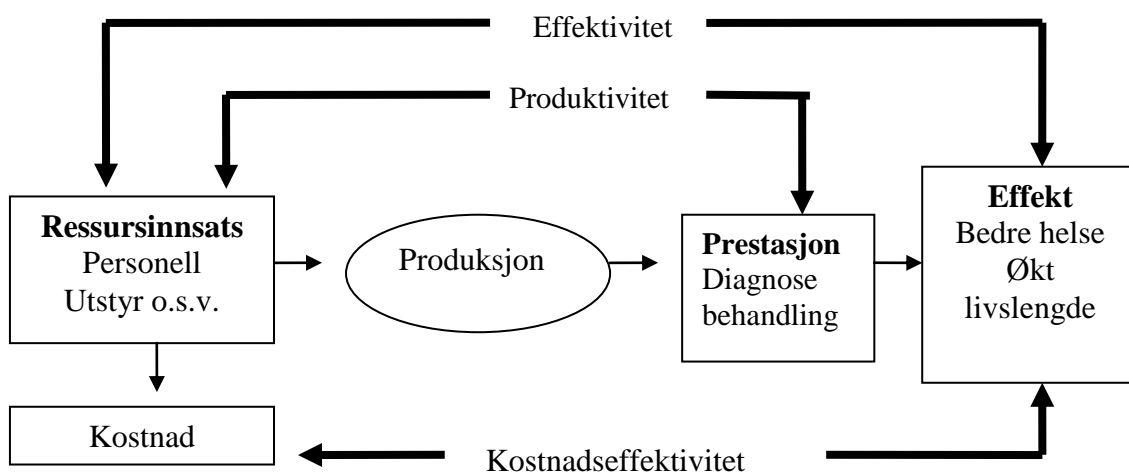 Effektivitet
Produktivitet
Ressursinnsats
Personell
Utstyr o.s.v.
Produksjon
Prestasjon
Diagnose
behandling
Effekt
Bedre helse
Økt
livslengde
Kostnad
Kostnadseffektivitet